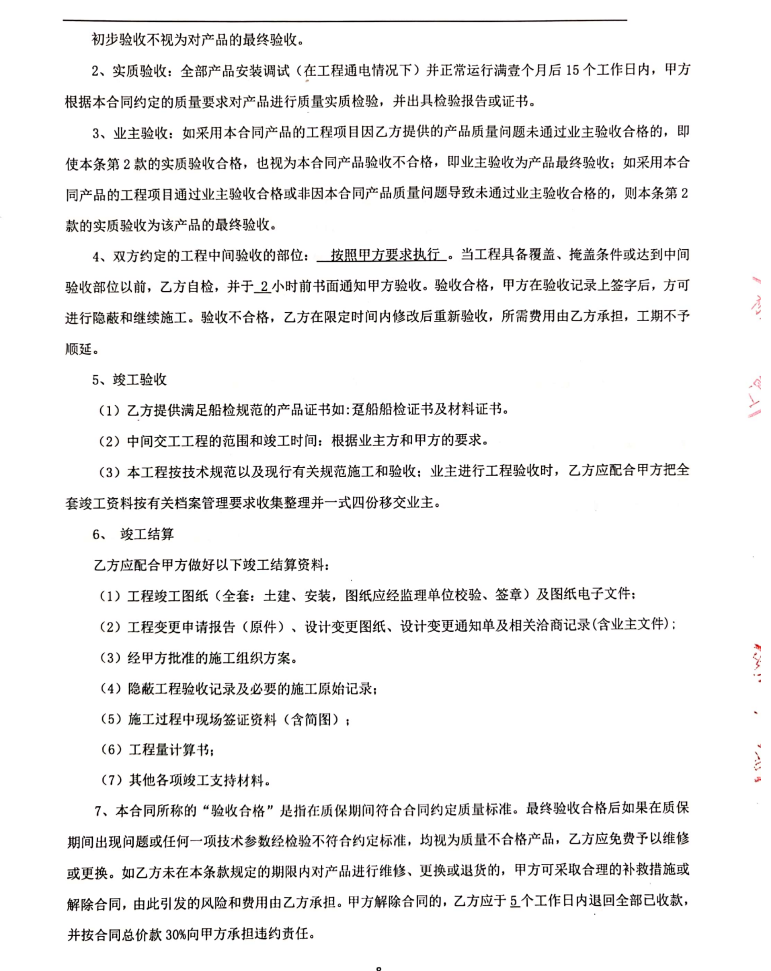 初步验收不视为对产品的最终验收。
2、实质验收：全部产品安装调试（在工程通电情况下）并正常运行满壹个月后 15 个工作日内，甲方
根据本合同约定的质量要求对产品进行质量实质检验，并出具检验报告或证书。
3、业主验收：如采用本合同产品的工程项目因乙方提供的产品质量问题未通过业主验收合格的，即
使本条第 2 款的实质验收合格，也视为本合同产品验收不合格，即业主验收为产品最终验收；如采用本合
同产品的工程项目通过业主验收合格或非因本合同产品质量问题导致未通过业主验收合格的，则本条第 2
款的实质验收为该产品的最终验收。
4、双方约定的工程中间验收的部位： 按照甲方要求执行 。当工程具备覆盖、掩盖条件或达到中间
验收部位以前，乙方自检，并于 2 小时前书面通知甲方验收。验收合格，甲方在验收记录上签字后，方可
进行隐蔽和继续施工。验收不合格，乙方在限定时间内修改后重新验收，所需费用由乙方承担，工期不予
顺延。
5、竣工验收
（1）乙方提供满足船检规范的产品证书如:趸船船检证书及材料证书。
（2）中间交工工程的范围和竣工时间：根据业主方和甲方的要求。
（3）本工程按技术规范以及现行有关规范施工和验收；业主进行工程验收时，乙方应配合甲方把全
套竣工资料按有关档案管理要求收集整理并一式四份移交业主。
6、 竣工结算
乙方应配合甲方做好以下竣工结算资料：
（1）工程竣工图纸（全套：土建、安装，图纸应经监理单位校验、签章）及图纸电子文件；
（2）工程变更申请报告（原件）、设计变更图纸、设计变更通知单及相关洽商记录(含业主文件)；
（3）经甲方批准的施工组织方案。
（4）隐蔽工程验收记录及必要的施工原始记录；
（5）施工过程中现场签证资料（含简图）；
（6）工程量计算书；
（7）其他各项竣工支持材料。
7、本合同所称的“验收合格”是指在质保期间符合合同约定质量标准。最终验收合格后如果在质保
期间出现问题或任何一项技术参数经检验不符合约定标准，均视为质量不合格产品，乙方应免费予以维修
或更换。如乙方未在本条款规定的期限内对产品进行维修、更换或退货的，甲方可采取合理的补救措施或
解除合同，由此引发的风险和费用由乙方承担。甲方解除合同的，乙方应于 5 个工作日内退回全部已收款，
并按合同总价款 30%向甲方承担违约责任。